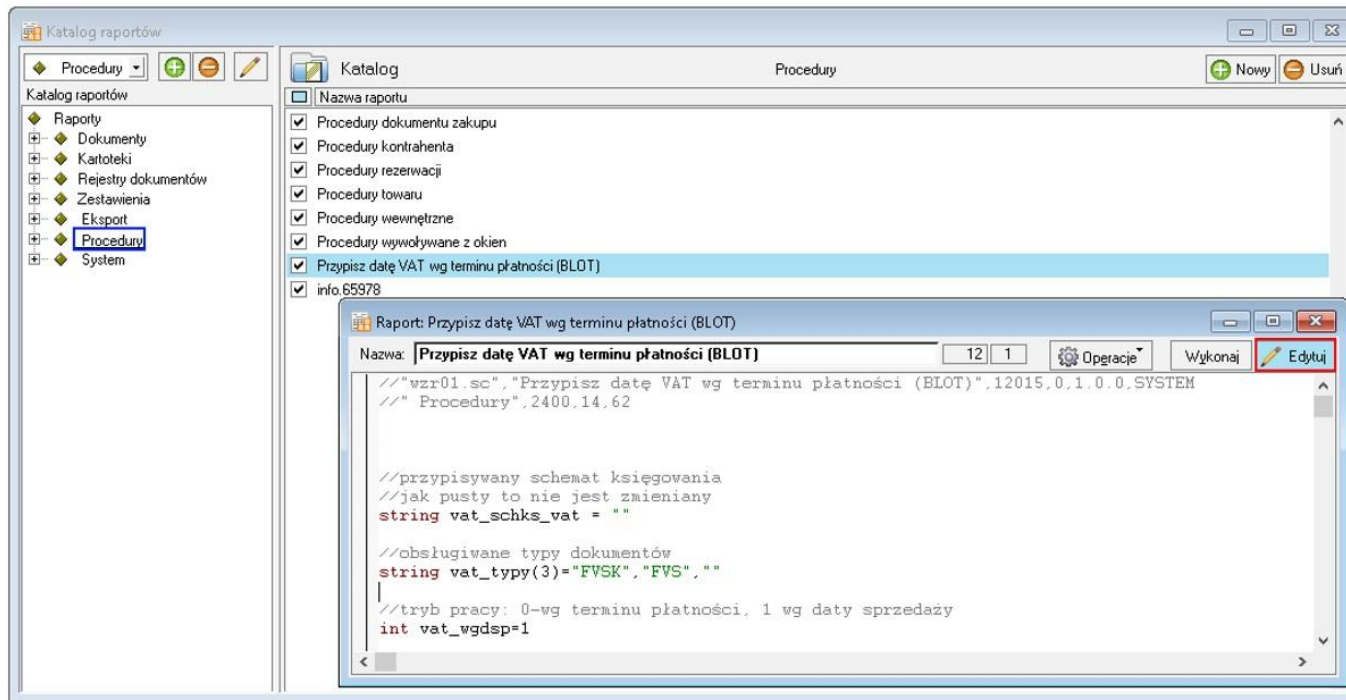 Katalog raportów
Procedury
Katalog Procedury Nowy Usuń
Katalog raportów
Nazwa raportu
Raporty
Dokumenty
Kartoteki
Rejestry dokumentów
Zestawienia
Eksport
Procedury
System
Procedury dokumentu zakupu
Procedury kontrahenta
Procedury rezerwacji
Procedury towaru
Procedury wewnętrzne
Procedury wywoływane z okien
Przypisz datę VAT wg terminu płatności (BLOT)
info.65978
Raport: Przypisz datę VAT wg terminu płatności (BLOT)
Nazwa: Przypisz datę VAT wg terminu płatności (BLOT) 12 1 Operacje Wykonaj Edytuj
//"wzr01.sc","Przypisz datę VAT wg terminu płatności (BLOT)",12015,0,1.0.0,SYSTEM
//" Procedury",2400,14,62
//przypisywany schemat księgowania
//jak pusty to nie jest zmieniany
string vat_schks_vat = ""
//obsługiwane typy dokumentów
string vat_typy(3)="FVSK","FVS",""
//tryb pracy: 0-wg terminu płatności, 1 wg daty sprzedaży
int vat_wgdsp=1